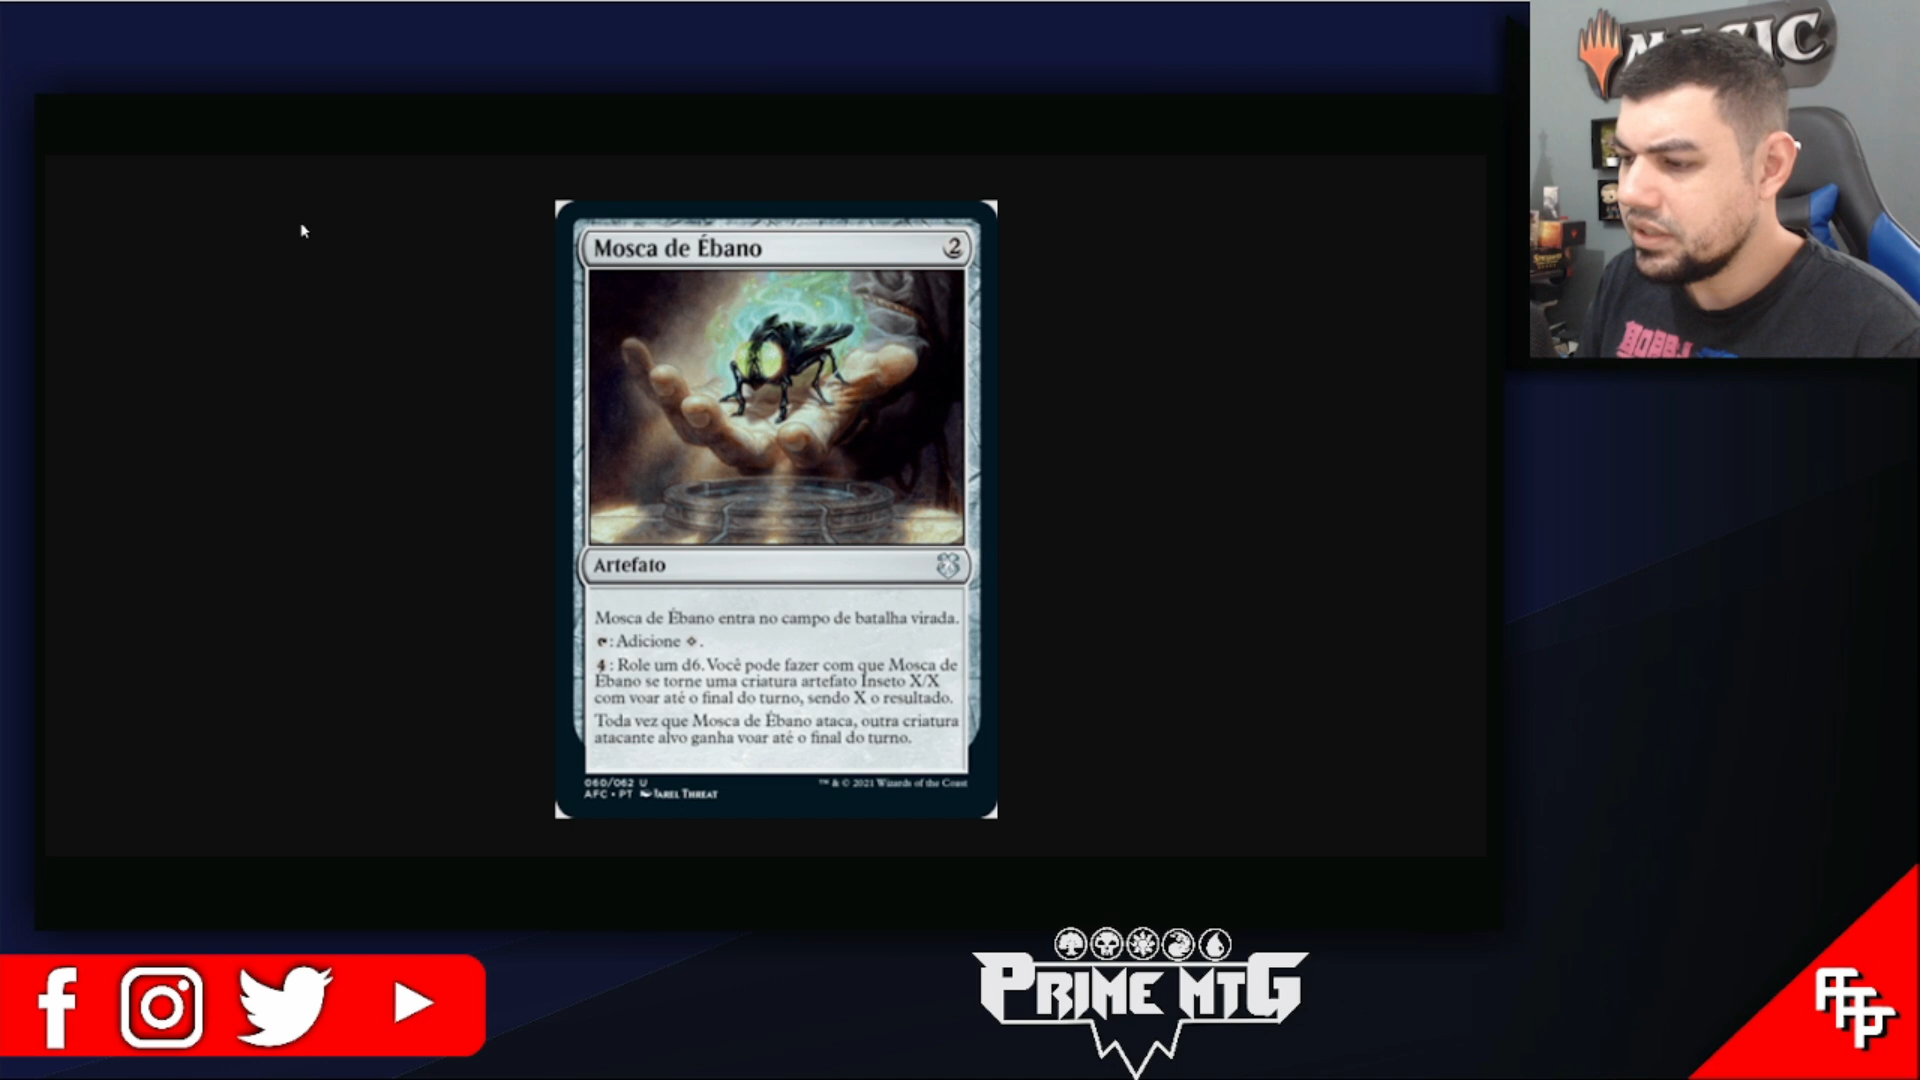 MAGIC
Mosca de Ébano 2
Artefato
Mosca de Ébano entra no campo de batalha virada.
: Adicione .
4 : Role um d6. Você pode fazer com que Mosca de
Ébano se torne uma criatura artefato Inseto X/X
com voar até o final do turno, sendo X o resultado.
Toda vez que Mosca de Ébano ataca, outra criatura
atacante alvo ganha voar até o final do turno.
060/062 U
AFC • PT JAREL THREAT
™ & © 2021 Wizards of the Coast
PRIME MTG